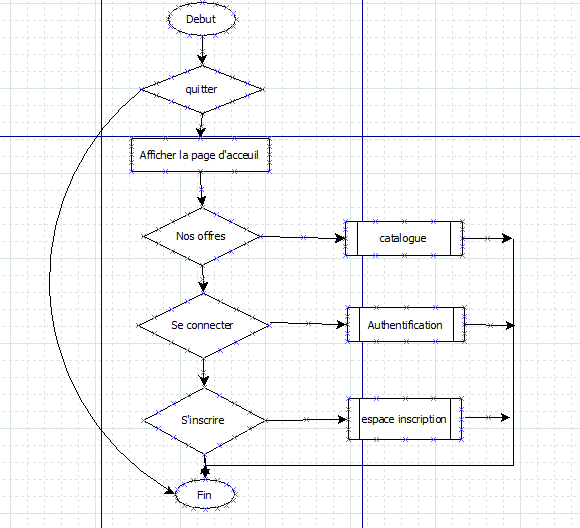 Debut
quitter
Afficher la page d'acceuil
Nos offres
catalogue
Se connecter
Authentification
S'inscrire
espace inscription
Fin